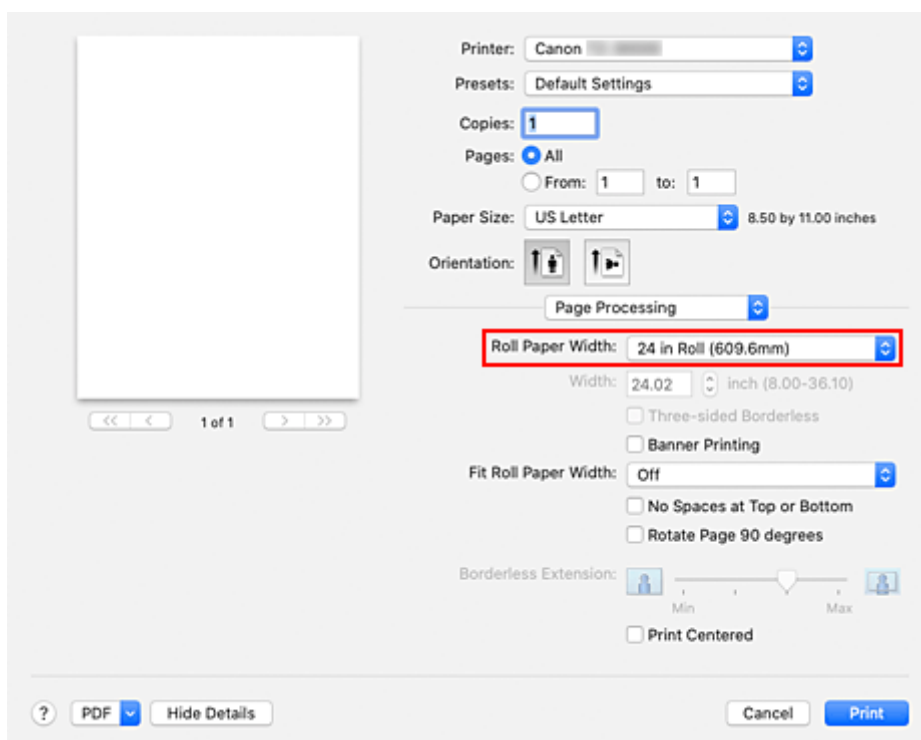 Printer: Canon
Presets: Default Settings
Copies: 1
Pages: All
From: 1 to: 1
Paper Size: US Letter 8.50 by 11.00 inches
Orientation:
Page Processing
Roll Paper Width: 24 in Roll (609.6mm)
Width: 24.02 inch (8.00-36.10)
Three-sided Borderless
Banner Printing
1 of 1
Fit Roll Paper Width: Off
No Spaces at Top or Bottom
Rotate Page 90 degrees
Borderless Extension:
Min Max
Print Centered
? PDF Hide Details Cancel Print